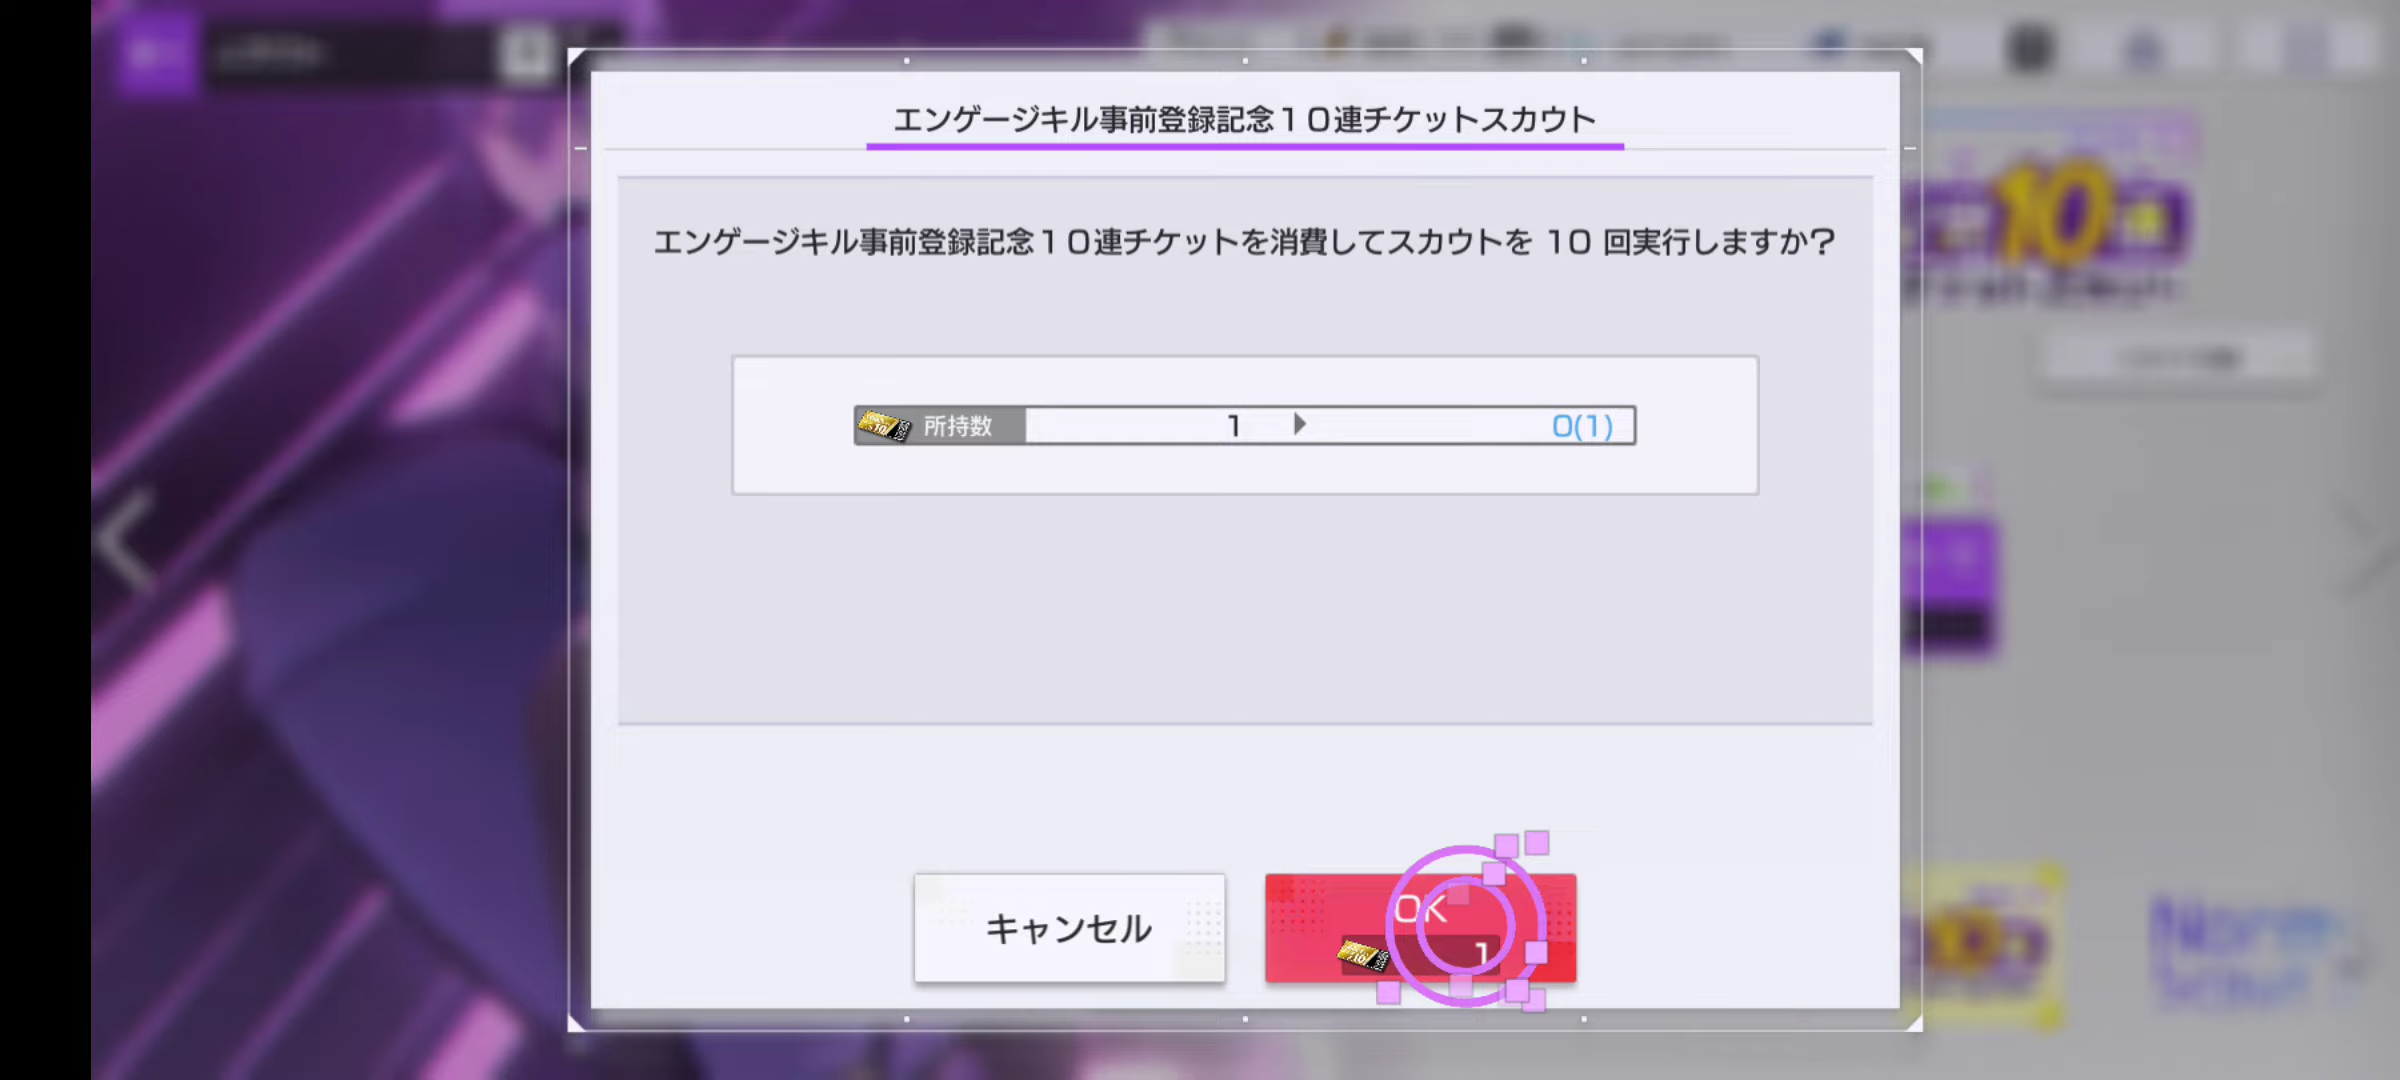 エンゲージキル事前登録記念１０連チケットスカウト
エンゲージキル事前登録記念１０連チケットを消費してスカウトを 10 回実行しますか？
所持数 1 0(1)
キャンセル
OK
1
10
Norm
Scout